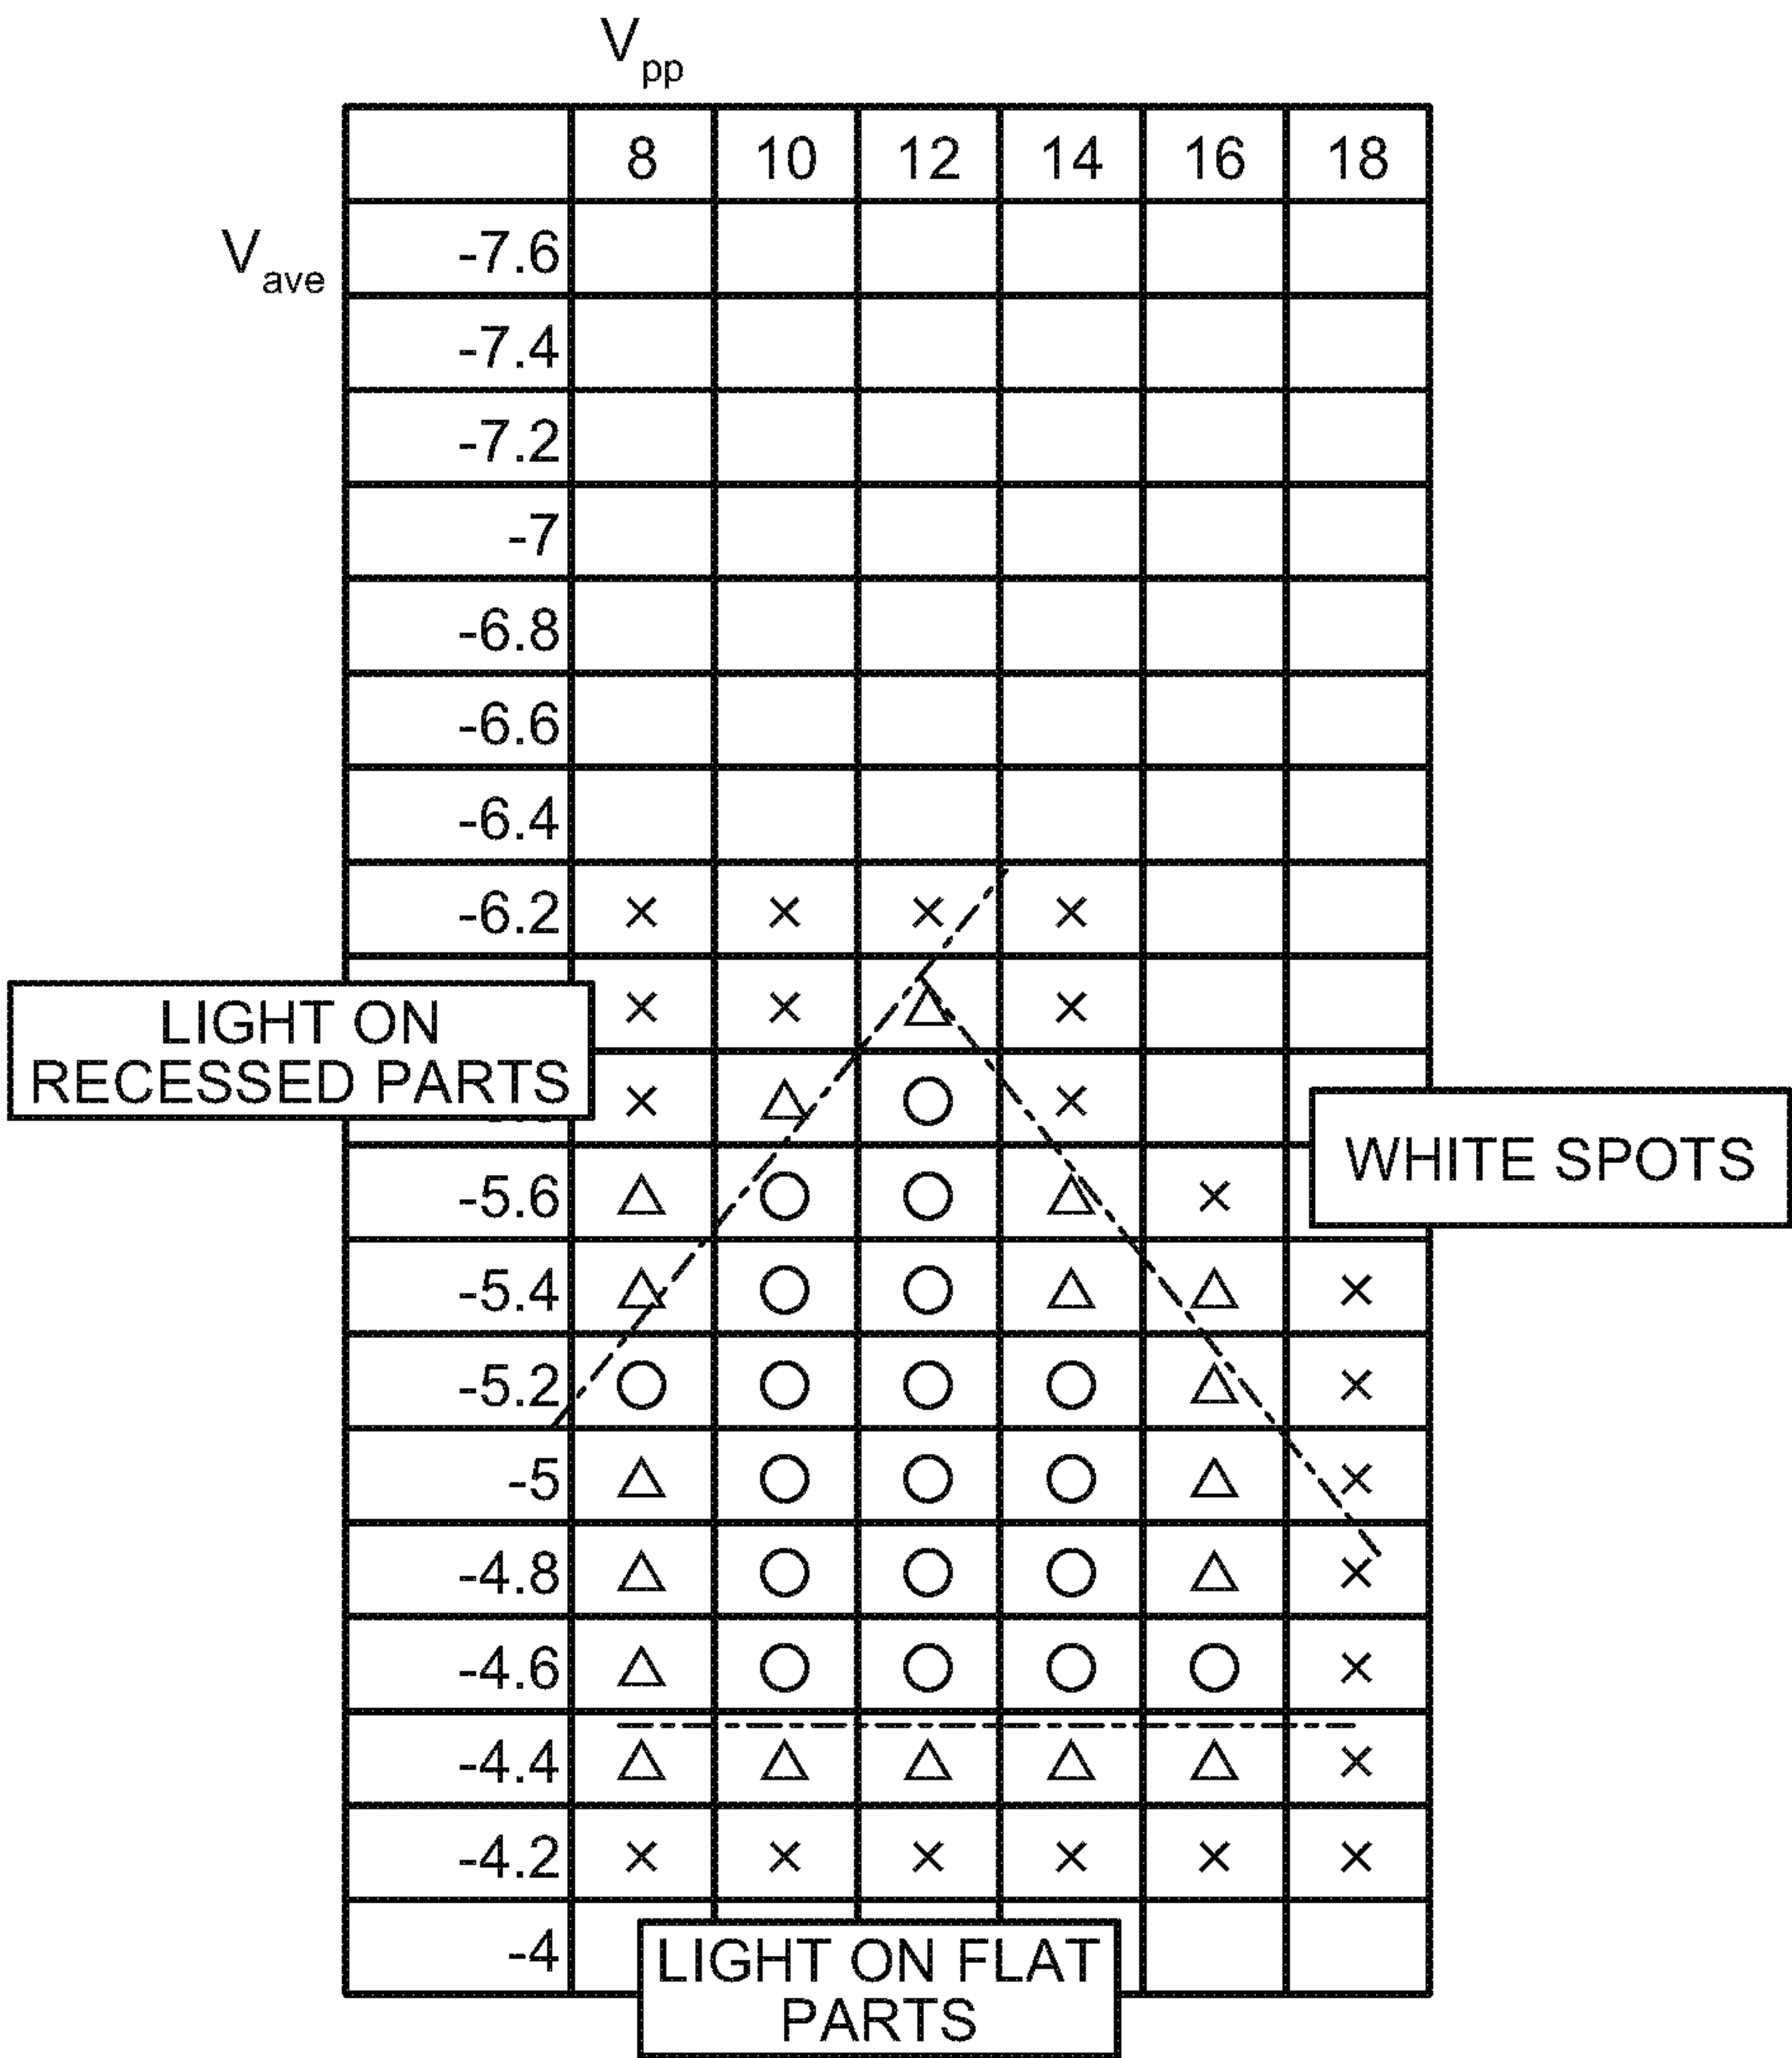 Vpp
8 10 12 14 16 18
Vave
-7.6
-7.4
-7.2
-7
-6.8
-6.6
-6.4
-6.2 × × × ×
× × △ ×
LIGHT ON
RECESSED PARTS
× △ ○ ×
WHITE SPOTS
-5.6 △ ○ ○ △ ×
-5.4 △ ○ ○ △ △ ×
-5.2 ○ ○ ○ ○ △ ×
-5 △ ○ ○ ○ △ ×
-4.8 △ ○ ○ ○ △ ×
-4.6 △ ○ ○ ○ ○ ×
-4.4 △ △ △ △ △ ×
-4.2 × × × × × ×
-4
LIGHT ON FLAT
PARTS